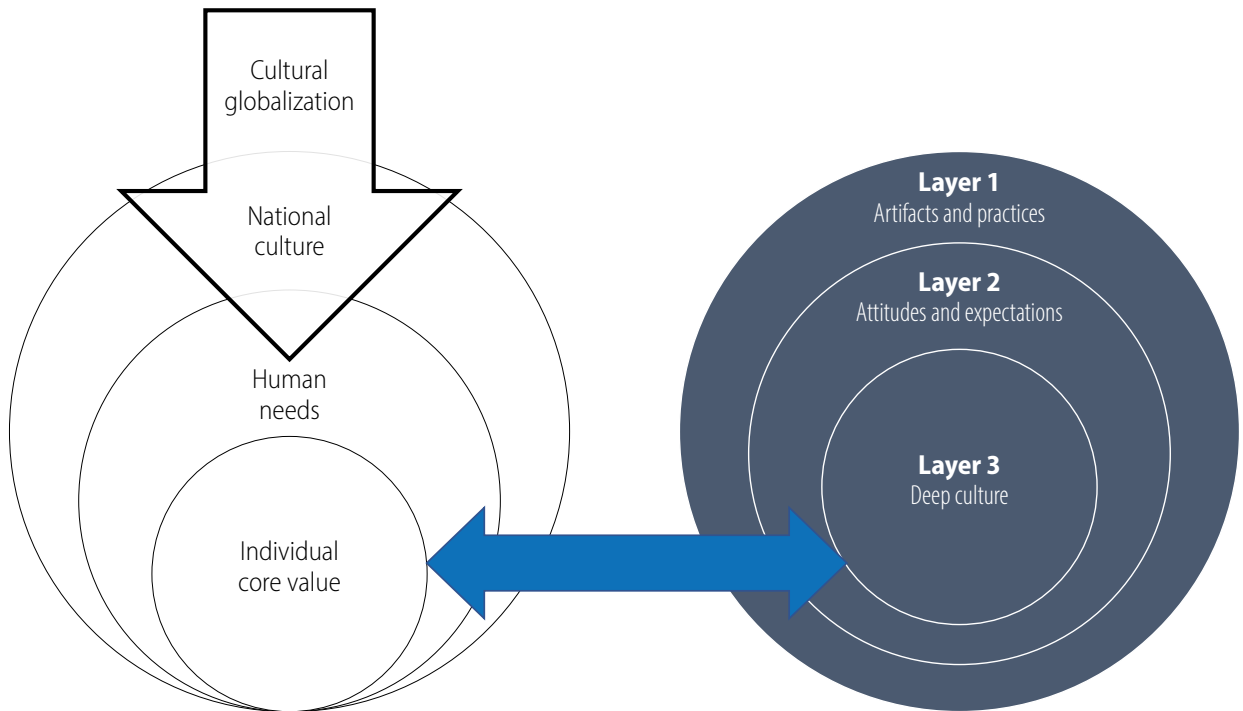 Cultural
globalization
National
culture
Human
needs
Individual
core value
Layer 1
Artifacts and practices
Layer 2
Attitudes and expectations
Layer 3
Deep culture